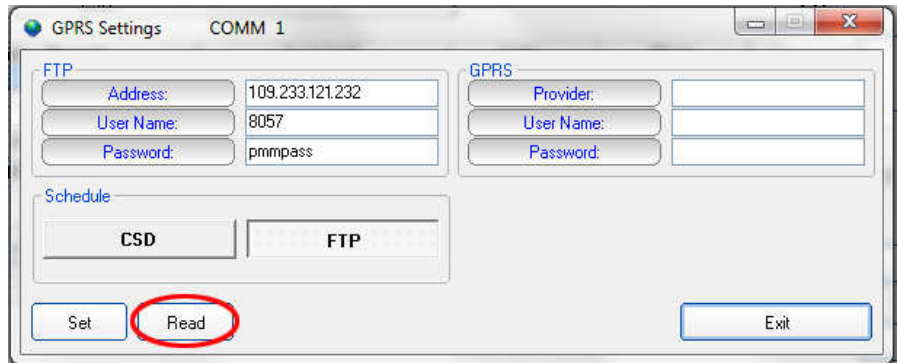 GPRS Settings COMM 1
FTP
Address: 109.233.121.232
User Name: 8057
Password: pmmpass
GPRS
Provider:
User Name:
Password:
Schedule
CSD FTP
Set Read Exit